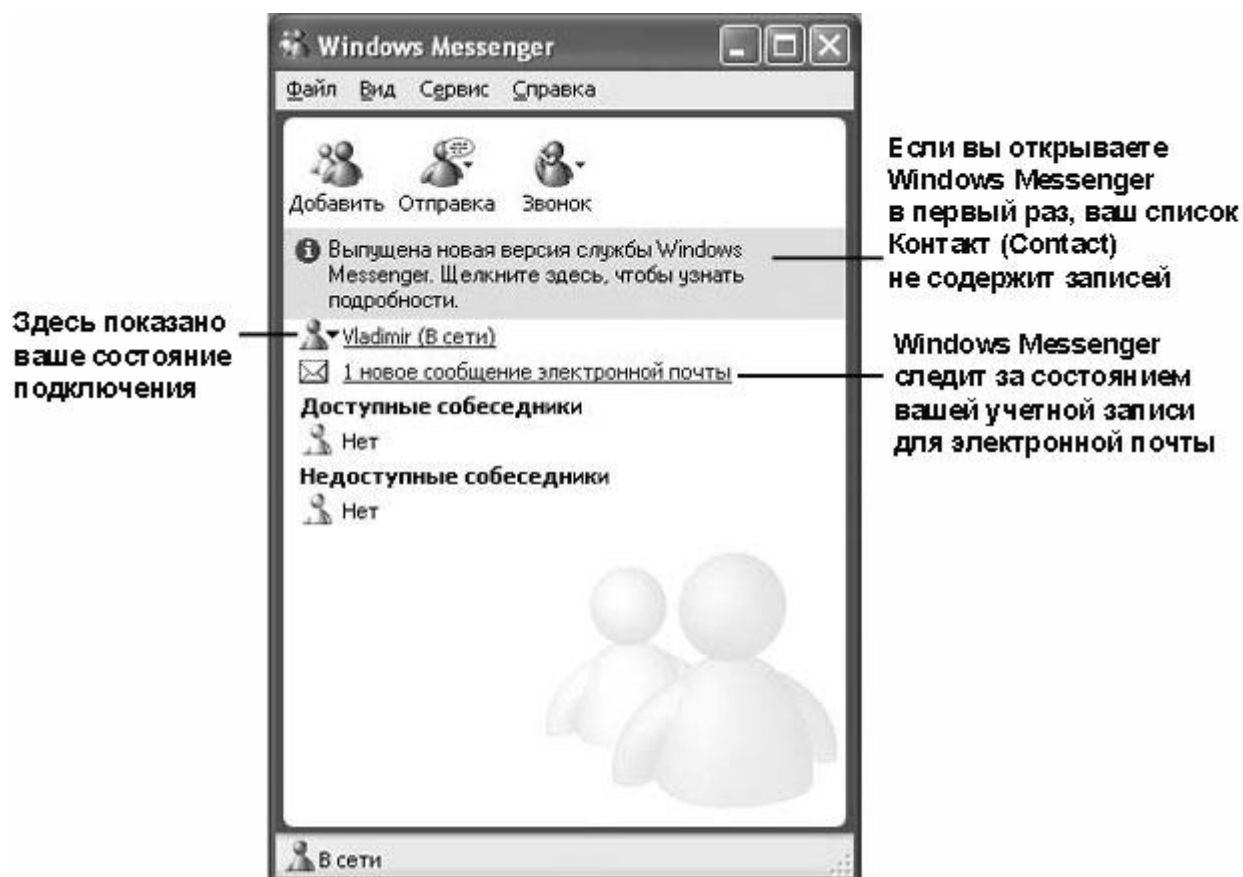 Windows Messenger
Файл Вид Сервис Справка
Добавить Отправка Звонок
Выпущена новая версия службы Windows
Messenger. Щелкните здесь, чтобы узнать
подробности.
Vladimir (В сети)
1 новое сообщение электронной почты
Доступные собеседники
Нет
Недоступные собеседники
Нет
В сети
Здесь показано
ваше состояние
подключения
Если вы открываете
Windows Messenger
в первый раз, ваш список
Контакт (Contact)
не содержит записей
Windows Messenger
следит за состоянием
вашей учетной записи
для электронной почты